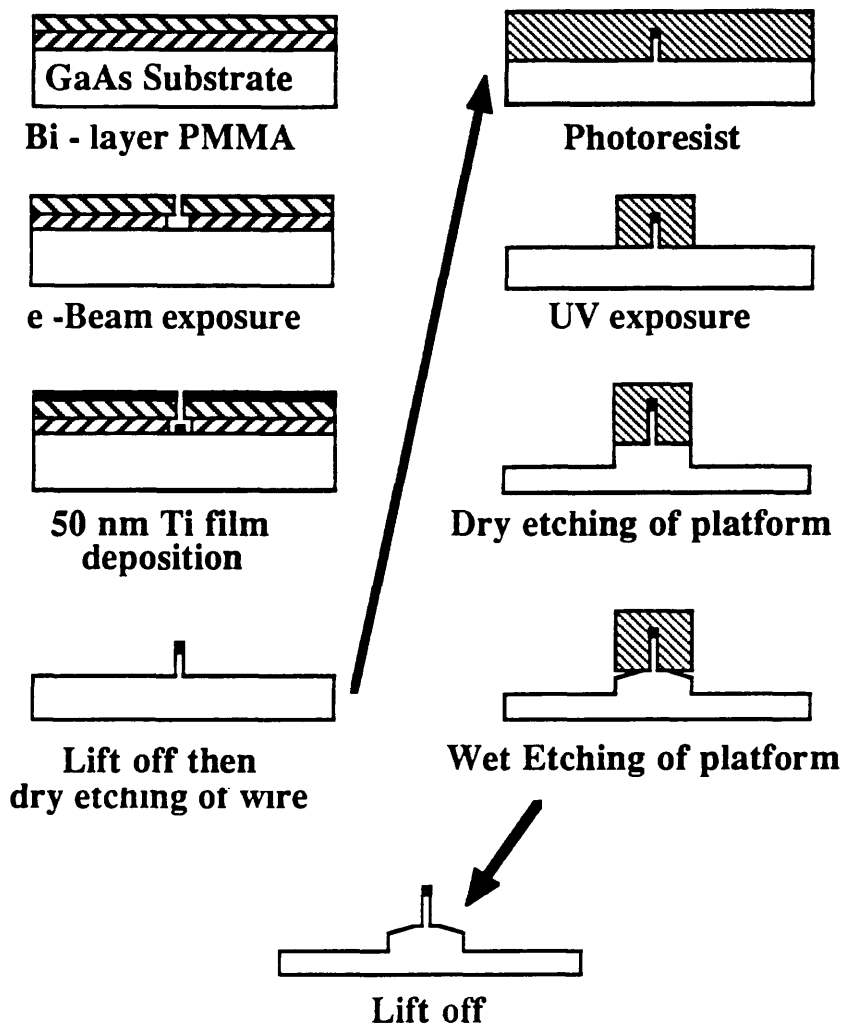 GaAs Substrate
Bi - layer PMMA
e -Beam exposure
50 nm Ti film
deposition
Lift off then
dry etching of wire
Photoresist
UV exposure
Dry etching of platform
Wet Etching of platform
Lift off